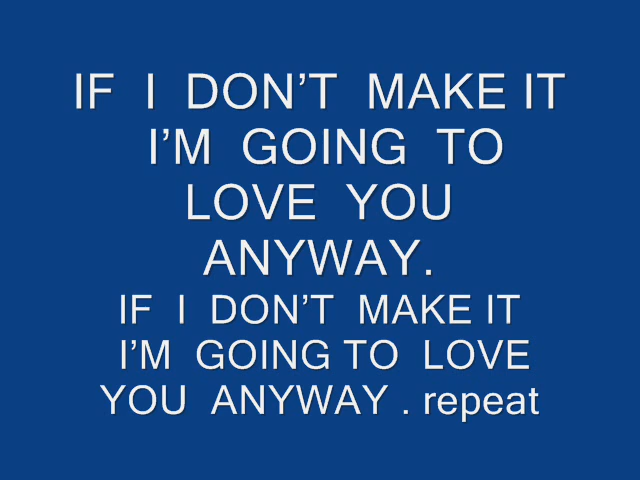 IF I DON’T MAKE IT
I’M GOING TO
LOVE YOU
ANYWAY.
IF I DON’T MAKE IT
I’M GOING TO LOVE
YOU ANYWAY . repeat